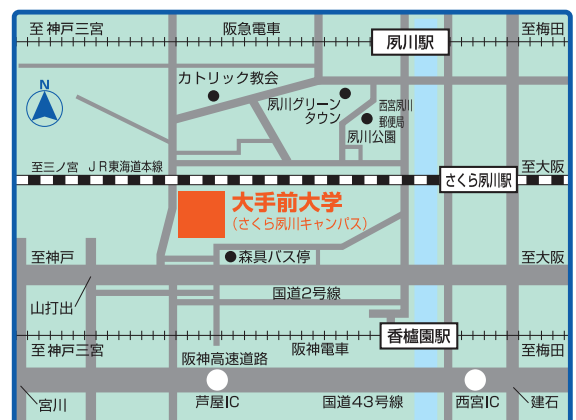 至神戸三宮
阪急電車
夙川駅
至梅田
N
カトリック教会
夙川グリーン
タウン
西宮夙川
郵便局
夙川公園
至三ノ宮
JR東海道本線
至大阪
さくら夙川駅
大手前大学
(さくら夙川キャンパス)
至神戸
森具バス停
至大阪
山打出
国道2号線
香櫨園駅
至神戸三宮
阪神高速道路
阪神電車
至梅田
宮川
芦屋IC
国道43号線
西宮IC
建石